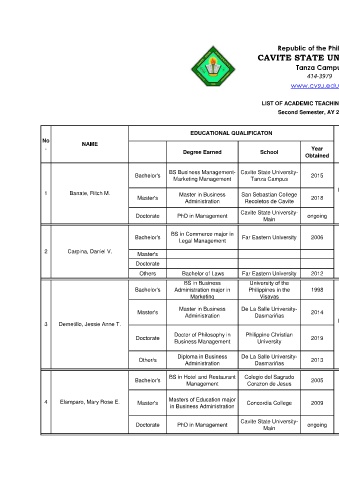 Republic of the Phil
CAVITE STATE UN
Tanza Campu
414-3979
www.cvsu.edu
LIST OF ACADEMIC TEACHIN
Second Semester, AY 2
No
.
NAME
EDUCATIONAL QUALIFICATON
Degree Earned
School
Year
Obtained
1
Banaie, Ritch M.
Bachelor's
BS Business Management-
Marketing Management
Cavite State University-
Tanza Campus
2015
Master's
Master in Business
Administration
San Sebastian College
Recoletos de Cavite
2018
Doctorate
PhD in Management
Cavite State University-
Main
ongoing
2
Caspina, Daniel V.
Bachelor's
BS in Commerce major in
Legal Management
Far Eastern University
2006
Master's
Doctorate
Others
Bachelor of Laws
Far Eastern University
2012
3
Demesillo, Jessie Anne T.
Bachelor's
BS in Business
Administration major in
Marketing
University of the
Philippines in the
Visayas
1998
Master's
Master in Business
Administration
De La Salle University-
Dasmariñas
2014
Doctorate
Doctor of Philosophy in
Business Management
Philippine Christian
University
2019
Other's
Diploma in Business
Administration
De La Salle University-
Dasmariñas
2013
4
Elamparo, Mary Rose E.
Bachelor's
BS in Hotel and Restaurant
Management
Colegio del Sagrado
Corazon de Jesus
2005
Master's
Masters of Education major
in Business Administration
Concordia College
2009
Doctorate
PhD in Management
Cavite State University-
Main
ongoing